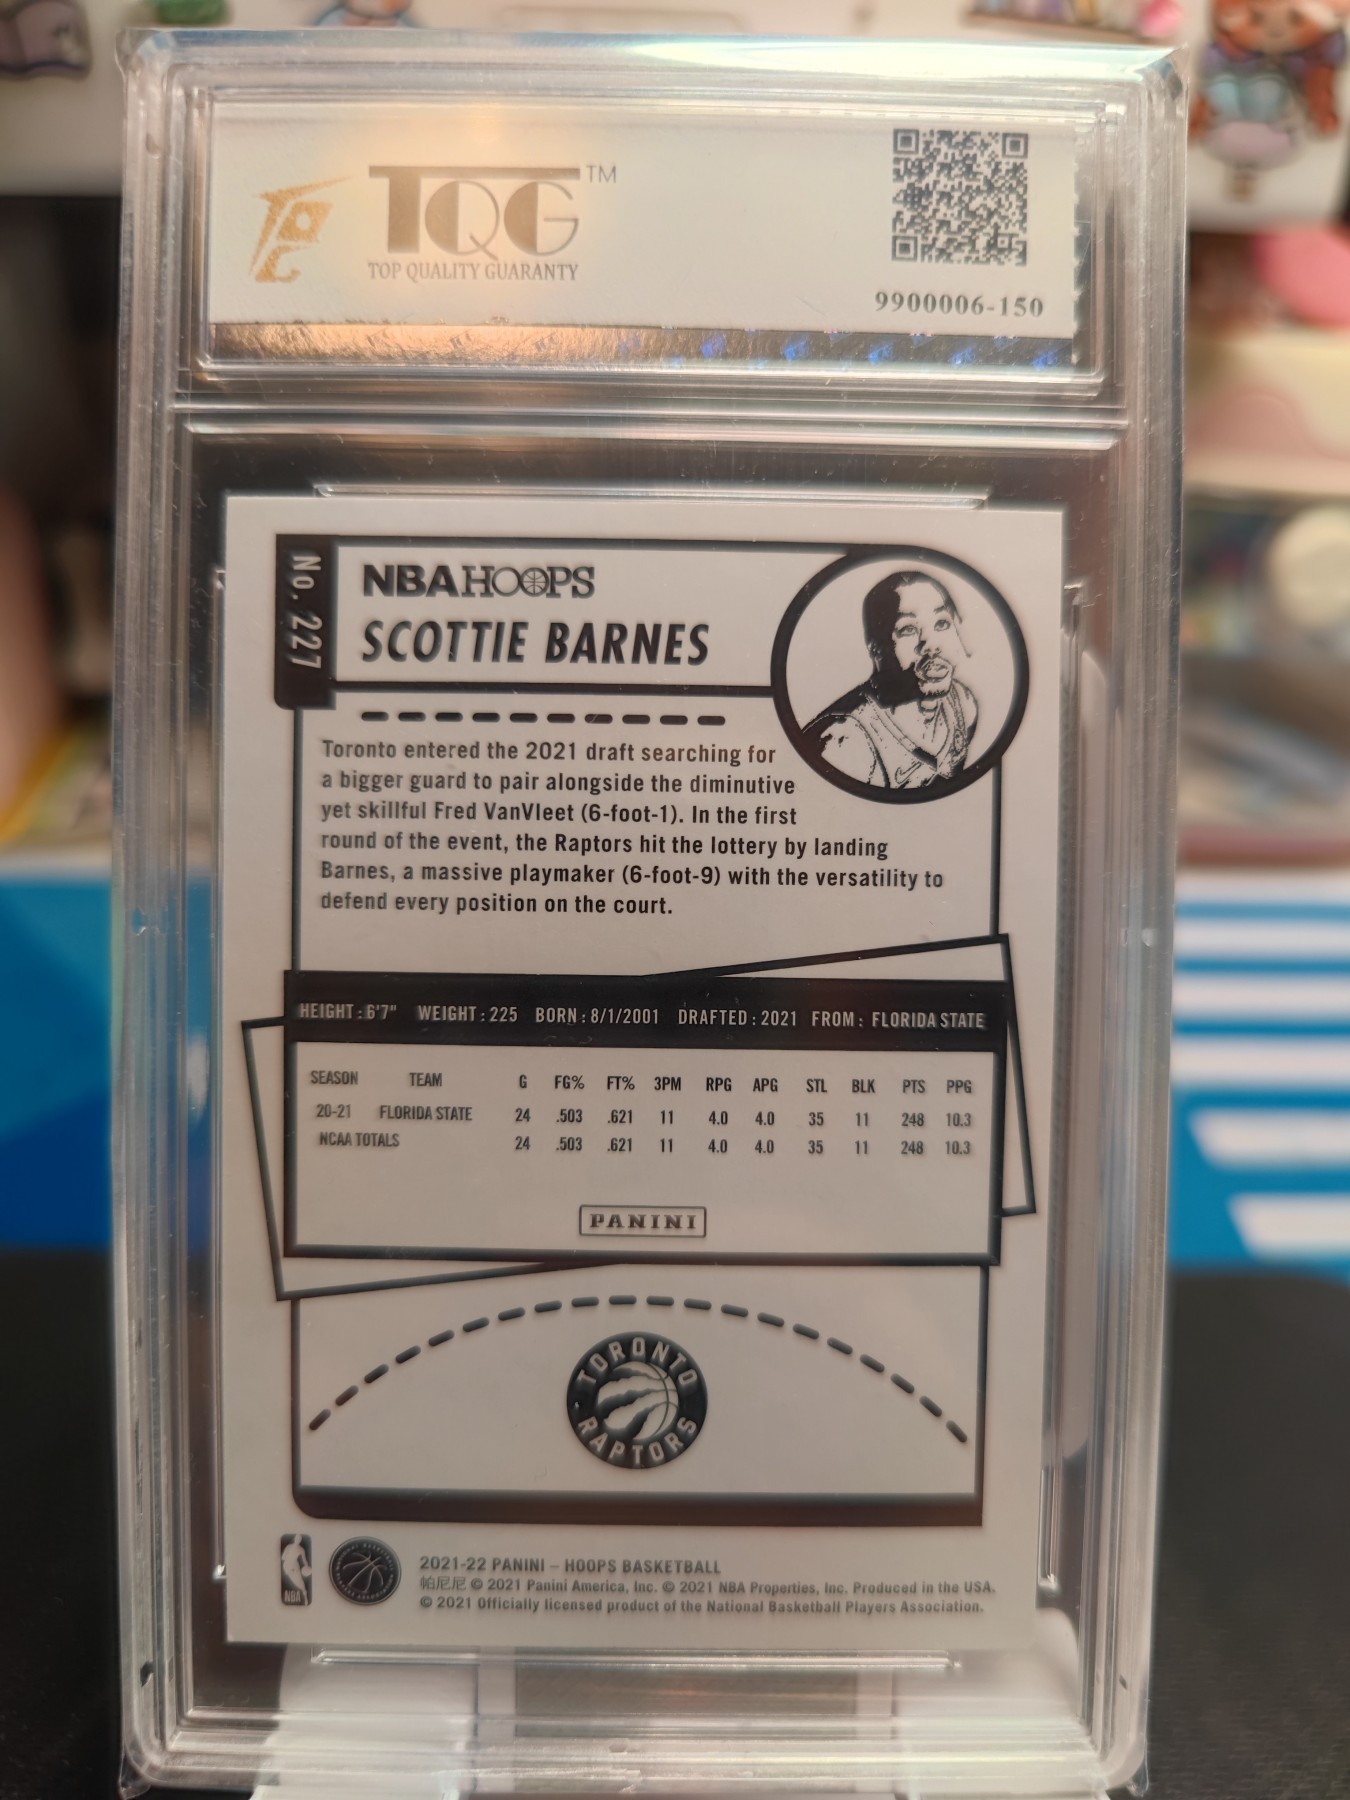 TQG™
TOP QUALITY GUARANTY
9900006-150
No. 227
NBA HOOPS
SCOTTIE BARNES
Toronto entered the 2021 draft searching for
a bigger guard to pair alongside the diminutive
yet skillful Fred VanVleet (6-foot-1). In the first
round of the event, the Raptors hit the lottery by landing
Barnes, a massive playmaker (6-foot-9) with the versatility to
defend every position on the court.
HEIGHT: 6'7" WEIGHT: 225 BORN: 8/1/2001 DRAFTED: 2021 FROM: FLORIDA STATE
SEASON TEAM G FG% FT% 3PM RPG APG STL BLK PTS PPG
20-21 FLORIDA STATE 24 .503 .621 11 4.0 4.0 35 11 248 10.3
NCAA TOTALS 24 .503 .621 11 4.0 4.0 35 11 248 10.3
PANINI
TORONTO
RAPTORS
NBA
2021-22 PANINI – HOOPS BASKETBALL
帕尼尼 © 2021 Panini America, Inc. © 2021 NBA Properties, Inc. Produced in the USA.
© 2021 Officially licensed product of the National Basketball Players Association.